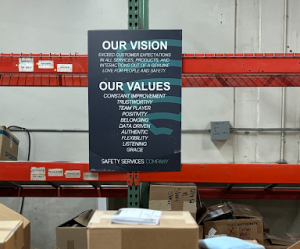 OUR VISION
EXCEED CUSTOMER EXPECTATIONS
IN ALL SERVICES, PRODUCTS, AND
INTERACTIONS OUT OF A GENUINE
LOVE FOR PEOPLE AND SAFETY.
OUR VALUES
CONSTANT IMPROVEMENT
TRUSTWORTHY
TEAM PLAYER
POSITIVITY
BELONGING
DATA DRIVEN
AUTHENTIC
FLEXIBILITY
LISTENING
GRACE
SAFETY SERVICES COMPANY